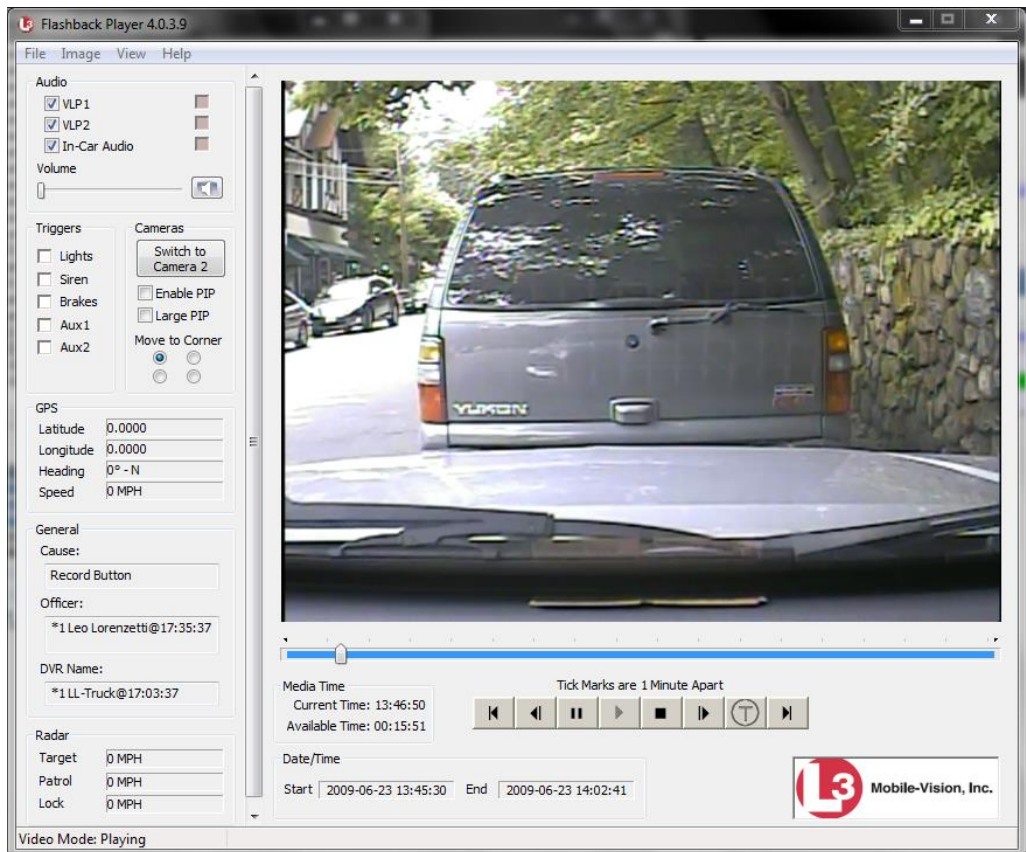 Flashback Player 4.0.3.9
File Image View Help
Audio
VLP1
VLP2
In-Car Audio
Volume
Triggers
Lights
Siren
Brakes
Aux1
Aux2
Cameras
Switch to
Camera 2
Enable PIP
Large PIP
Move to Corner
GPS
Latitude 0.0000
Longitude 0.0000
Heading 0° - N
Speed 0 MPH
General
Cause:
Record Button
Officer:
*1 Leo Lorenzetti@17:35:37
DVR Name:
*1 LL-Truck@17:03:37
Radar
Target 0 MPH
Patrol 0 MPH
Lock 0 MPH
Video Mode: Playing
YUKON
Tick Marks are 1 Minute Apart
Media Time
Current Time: 13:46:50
Available Time: 00:15:51
T
Date/Time
Start 2009-06-23 13:45:30 End 2009-06-23 14:02:41
L3 Mobile-Vision, Inc.